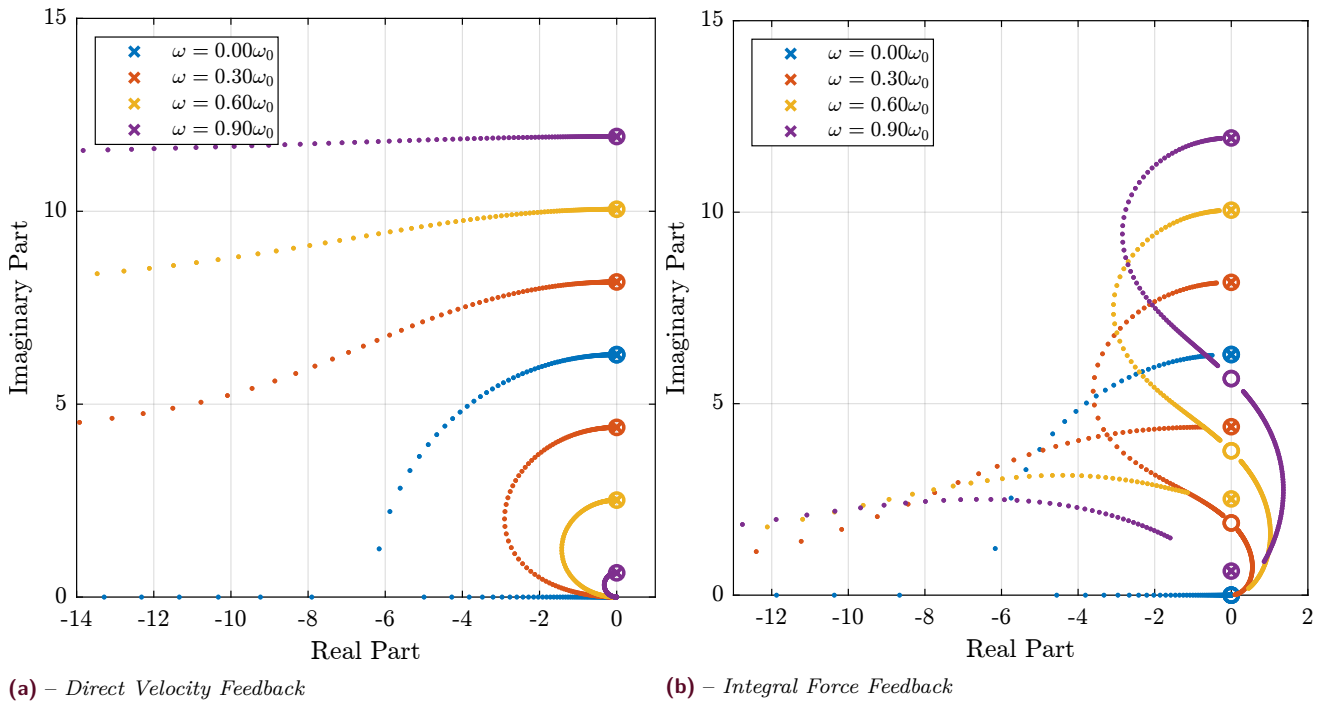 15
10
5
0
-14
-12
-10
-8
-6
-4
-2
0
Real Part
Imaginary Part
ω = 0.00ω₀
ω = 0.30ω₀
ω = 0.60ω₀
ω = 0.90ω₀
(a) – Direct Velocity Feedback
15
10
5
0
-12
-10
-8
-6
-4
-2
0
2
Real Part
Imaginary Part
ω = 0.00ω₀
ω = 0.30ω₀
ω = 0.60ω₀
ω = 0.90ω₀
(b) – Integral Force Feedback